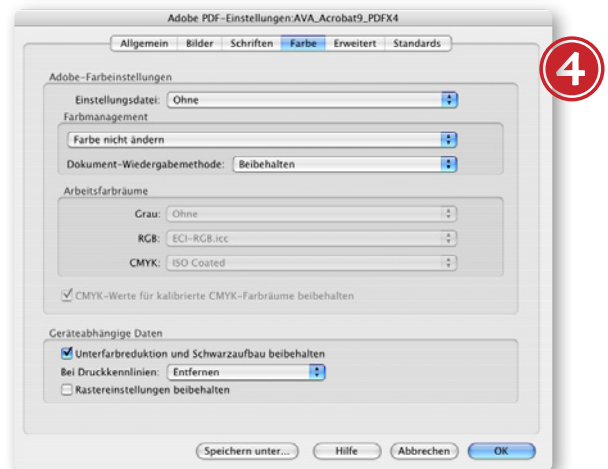 Adobe PDF-Einstellungen:AVA_Acrobat9_PDFX4
Allgemein Bilder Schriften Farbe Erweitert Standards
4
Adobe-Farbeinstellungen
Einstellungsdatei: Ohne
Farbmanagement
Farbe nicht ändern
Dokument-Wiedergabemethode: Beibehalten
Arbeitsfarbräume
Grau: Ohne
RGB: ECI-RGB.icc
CMYK: ISO Coated
CMYK-Werte für kalibrierte CMYK-Farbräume beibehalten
Geräteabhängige Daten
Unterfarbreduktion und Schwarzaufbau beibehalten
Bei Druckkennlinien: Entfernen
Rastereinstellungen beibehalten
Speichern unter... Hilfe Abbrechen OK